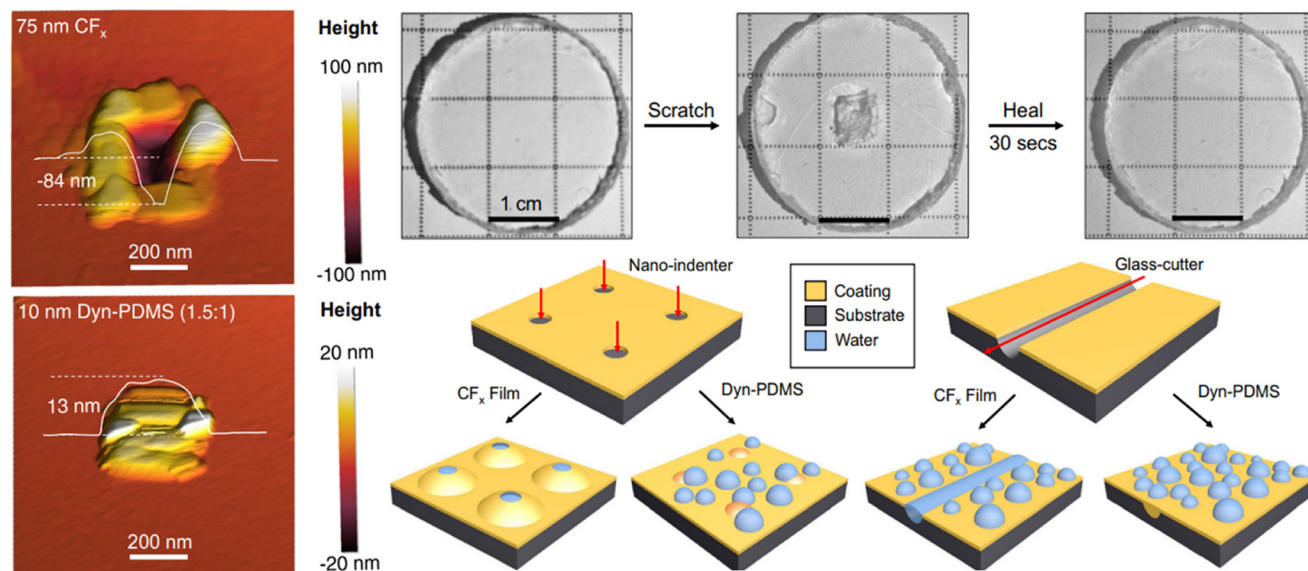 75 nm CFₓ
Height
100 nm
-84 nm
200 nm
-100 nm
10 nm Dyn-PDMS (1.5:1)
Height
20 nm
13 nm
200 nm
-20 nm
1 cm
Scratch
Heal
30 secs
Nano-indenter
Coating
Substrate
Water
Glass-cutter
CFₓ Film
Dyn-PDMS
CFₓ Film
Dyn-PDMS